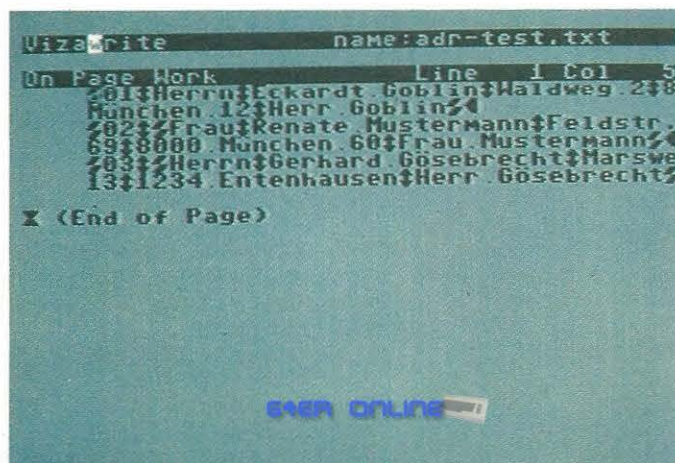 Vizawrite name:adr-test.txt
On Page Work Line 1 Col 5
01‡Herrn‡Eckardt.Goblin‡Waldweg.2‡8
München.12‡Herr.Goblin
02‡Frau‡Renate.Mustermann‡Feldstr.
69‡8000.München.60‡Frau.Mustermann
03‡Herrn‡Gerhard.Gösebrecht‡Marswe
13‡1234.Entenhausen‡Herr.Gösebrecht
(End of Page)
64ER ONLINE